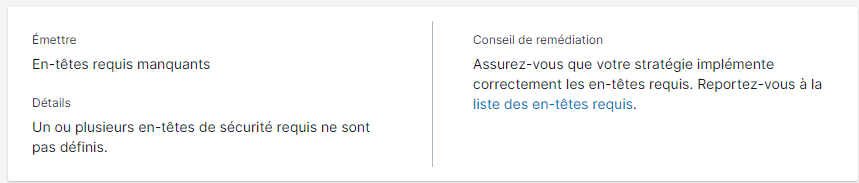 Émettre
En-têtes requis manquants
Détails
Un ou plusieurs en-têtes de sécurité requis ne sont
pas définis.
Conseil de remédiation
Assurez-vous que votre stratégie implémente
correctement les en-têtes requis. Reportez-vous à la
liste des en-têtes requis.